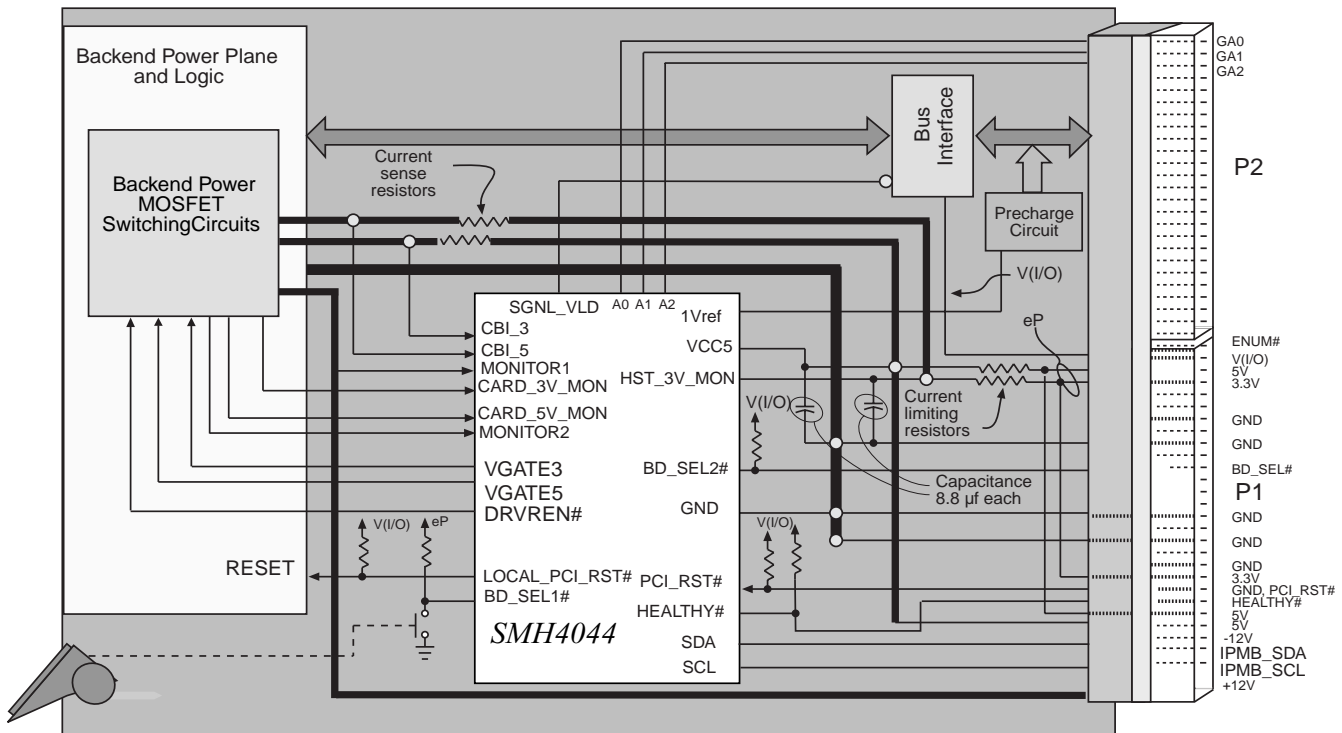 Backend Power Plane
and Logic
Backend Power
MOSFET
SwitchingCircuits
Current
sense
resistors
Bus
Interface
Precharge
Circuit
V(I/O)
eP
GA0
GA1
GA2
P2
ENUM#
V(I/O)
5V
3.3V
GND
GND
BD_SEL#
P1
GND
GND
GND
3.3V
GND, PCI_RST#
HEALTHY#
5V
5V
-12V
IPMB_SDA
IPMB_SCL
+12V
SGNL_VLD
A0
A1
A2
1Vref
CBI_3
VCC5
CBI_5
MONITOR1
HST_3V_MON
CARD_3V_MON
CARD_5V_MON
MONITOR2
VGATE3
BD_SEL2#
VGATE5
GND
DRVREN#
LOCAL_PCI_RST#
PCI_RST#
BD_SEL1#
HEALTHY#
SMH4044
SDA
SCL
V(I/O)
Current
limiting
resistors
Capacitance
8.8 µf each
V(I/O)
V(I/O)
eP
RESET